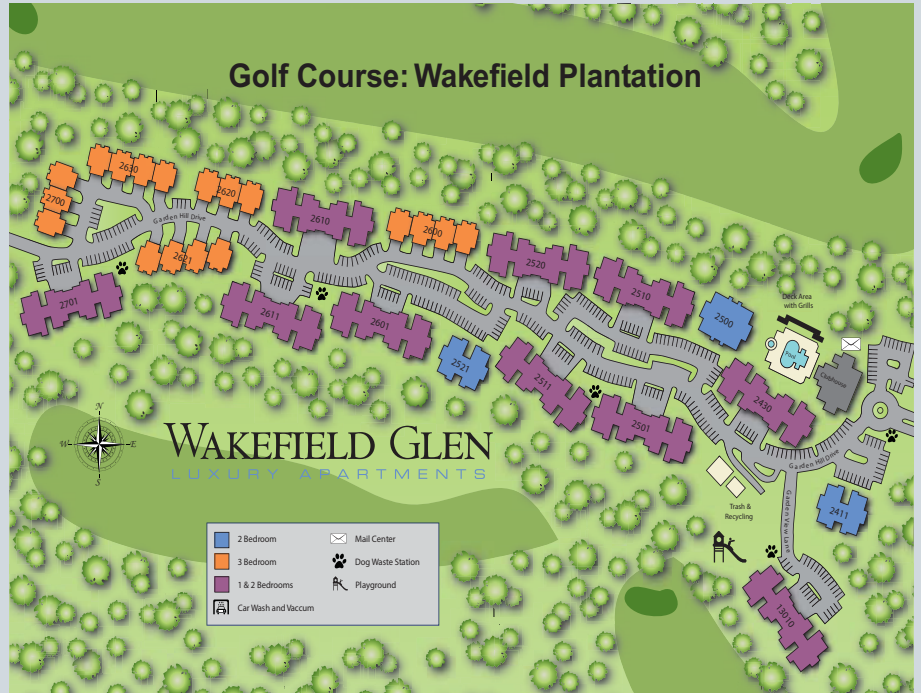 Golf Course: Wakefield Plantation
2630
2620
2700
2610
Garden Hill Drive
2600
2621
2520
2701
2510
2611
2601
2500
Deck Area
with Grills
Pool
Clubhouse
2521
2511
2430
2501
N
W
E
S
WAKEFIELD GLEN
LUXURY APARTMENTS
Garden Hill Drive
Trash &
Recycling
Garden View Lane
2411
2 Bedroom
Mail Center
3 Bedroom
Dog Waste Station
1 & 2 Bedrooms
Playground
Car Wash and Vaccum
13010